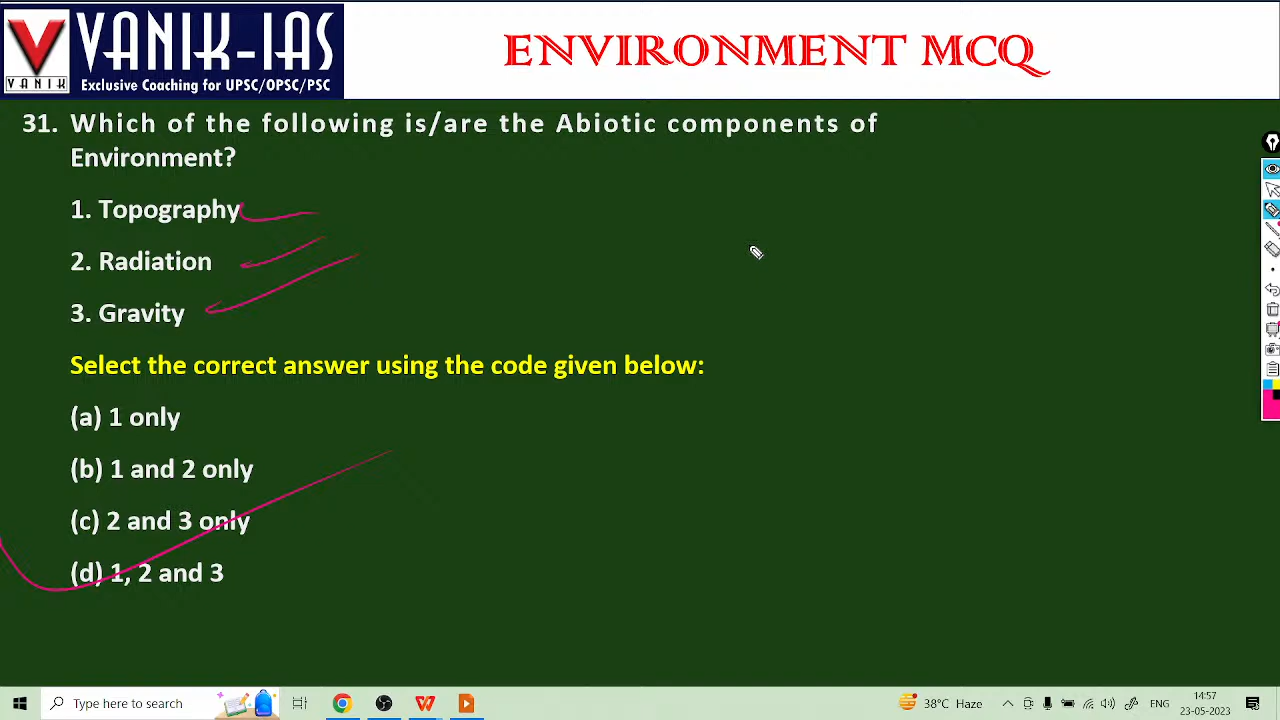 VANIK-IAS
VANIK
Exclusive Coaching for UPSC/OPSC/PSC
ENVIRONMENT MCQ
31. Which of the following is/are the Abiotic components of
Environment?
1. Topography
2. Radiation
3. Gravity
Select the correct answer using the code given below:
(a) 1 only
(b) 1 and 2 only
(c) 2 and 3 only
(d) 1, 2 and 3
Type here to search
38°C Haze
ENG
14:57
23-05-2023